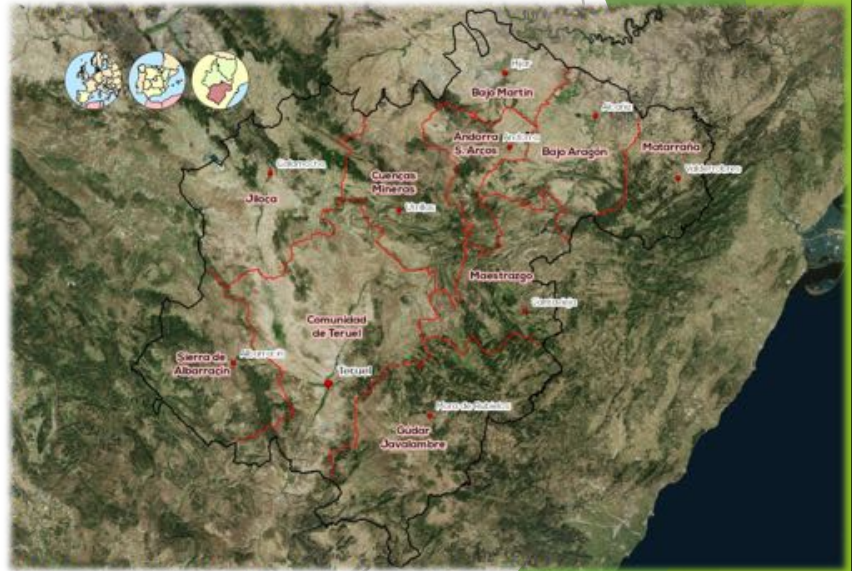 Híjar
Bajo Martín
Alcañiz
Andorra
S. Arcos
Andorra
Bajo Aragón
Matarraña
Valderrobres
Calamocha
Jiloca
Cuencas
Mineras
Utrillas
Maestrazgo
Cantavieja
Comunidad
de Teruel
Sierra de
Albarracín
Albarracín
Teruel
Mora de Rubielos
Gúdar
Javalambre